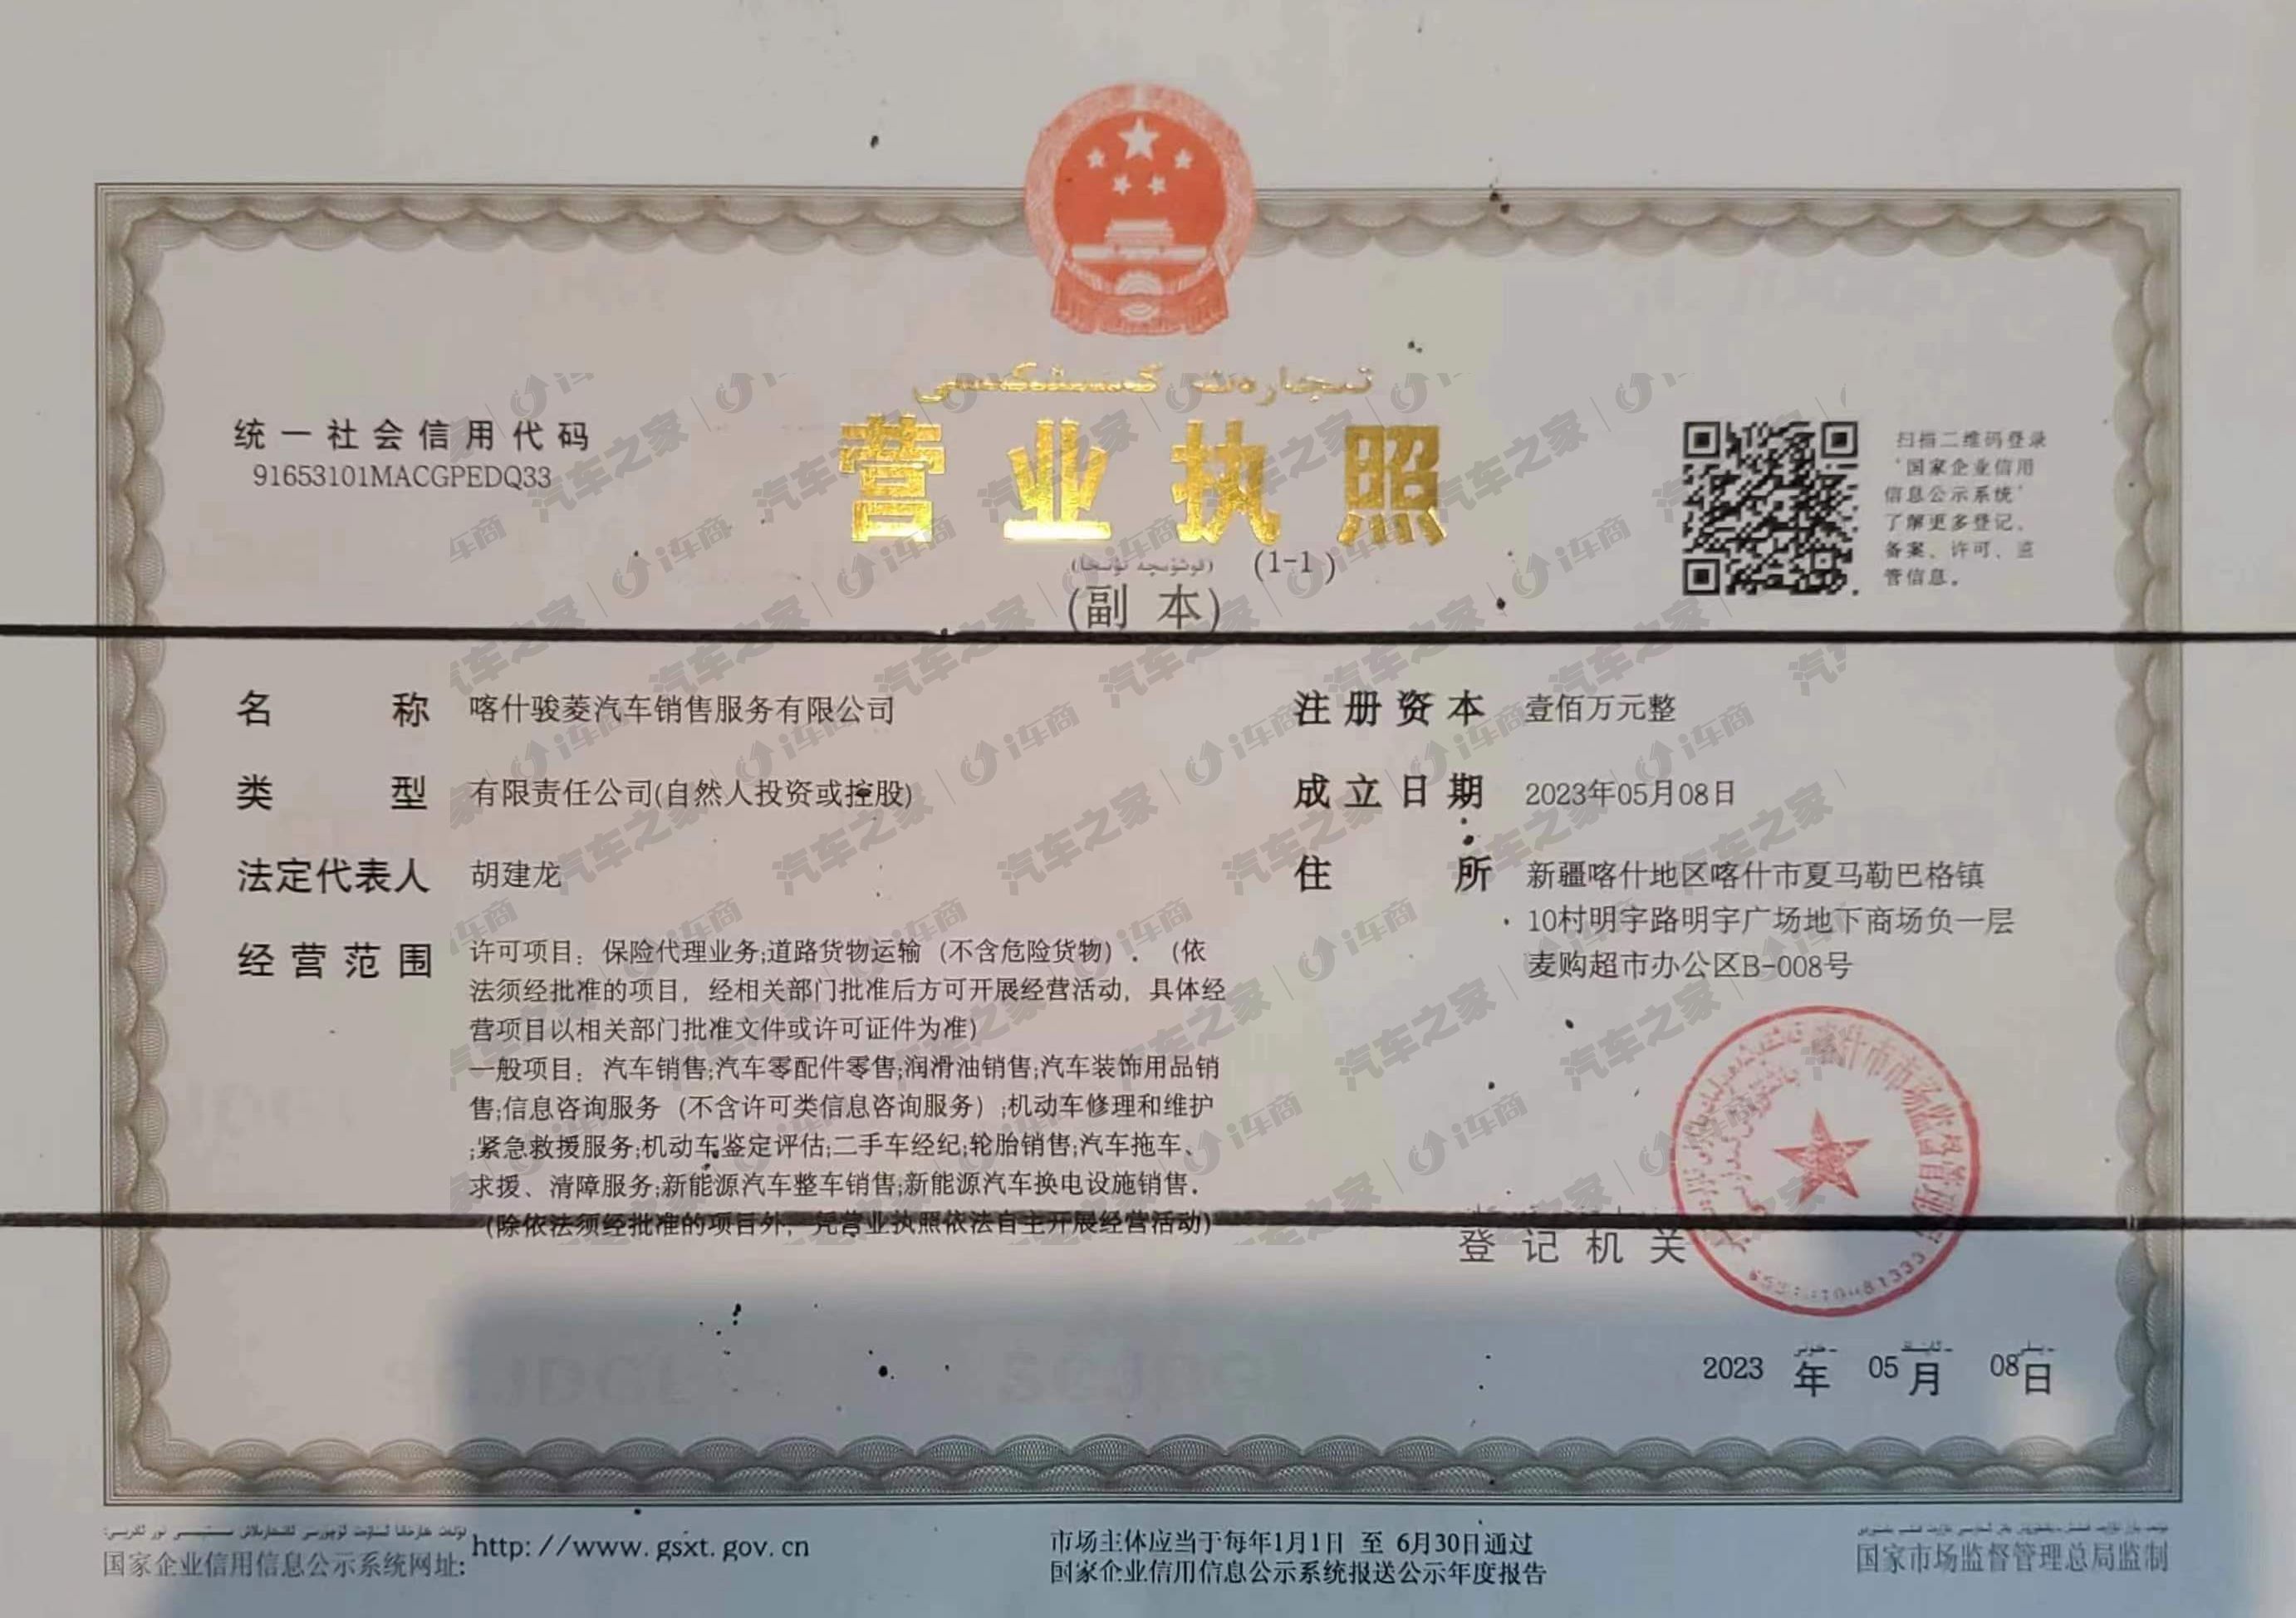 تىجارەت كىنىشكىسى
营业执照
(قوشۇمچە نۇسخا) (1-1)
(副 本)
统一社会信用代码
91653101MACGPEDQ33
扫描二维码登录
'国家企业信用
信息公示系统'
了解更多登记、
备案、许可、监
管信息。
名 称 喀什骏菱汽车销售服务有限公司
类 型 有限责任公司(自然人投资或控股)
法定代表人 胡建龙
经营范围 许可项目：保险代理业务;道路货物运输（不含危险货物）．（依
法须经批准的项目，经相关部门批准后方可开展经营活动，具体经
营项目以相关部门批准文件或许可证件为准）
一般项目：汽车销售;汽车零配件零售;润滑油销售;汽车装饰用品销
售;信息咨询服务（不含许可类信息咨询服务）;机动车修理和维护
;紧急救援服务;机动车鉴定评估;二手车经纪;轮胎销售;汽车拖车、
求援、清障服务;新能源汽车整车销售;新能源汽车换电设施销售．
(除依法须经批准的项目外，凭营业执照依法自主开展经营活动)
注册资本 壹佰万元整
成立日期 2023年05月08日
住 所 新疆喀什地区喀什市夏马勒巴格镇
10村明宇路明宇广场地下商场负一层
麦购超市办公区B-008号
喀什市市场监督管理局
登记机关
2023 年 05 月 08 日
国家企业信用信息公示系统网址: http://www.gsxt.gov.cn
市场主体应当于每年1月1日 至 6月30日通过
国家企业信用信息公示系统报送公示年度报告
国家市场监督管理总局监制
汽车之家 | i车商